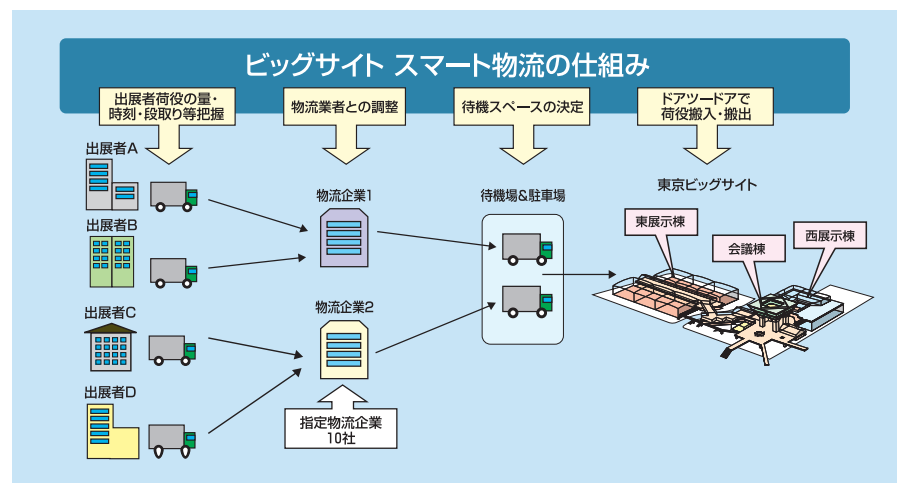 ビッグサイト スマート物流の仕組み
出展者荷役の量・
時刻・段取り等把握
物流業者との調整
待機スペースの決定
ドアツードアで
荷役搬入・搬出
出展者A
出展者B
出展者C
出展者D
物流企業1
物流企業2
指定物流企業
10社
待機場&駐車場
東京ビッグサイト
東展示棟
会議棟
西展示棟